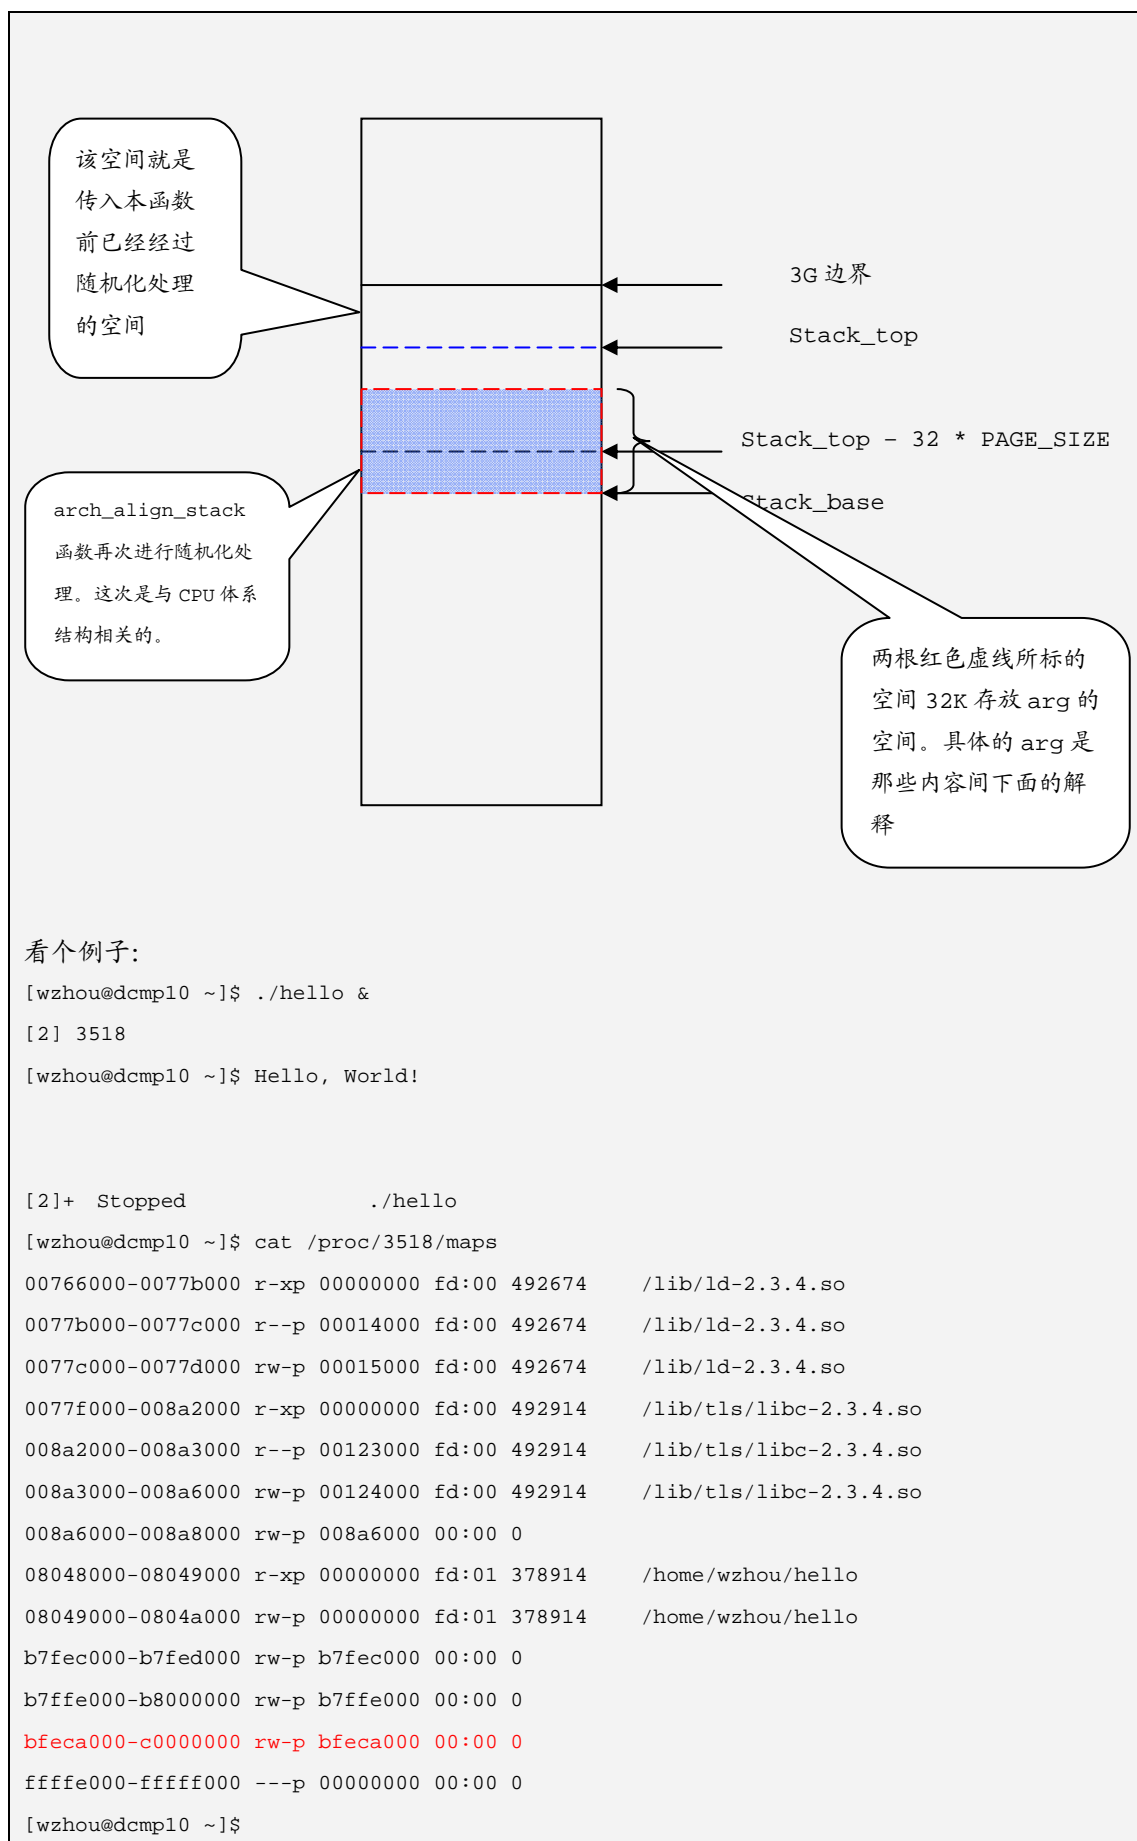 该空间就是
传入本函数
前已经经过
随机化处理
的空间
3G 边界
Stack_top
Stack_top – 32 * PAGE_SIZE
Stack_base
arch_align_stack
函数再次进行随机化处
理。这次是与 CPU 体系
结构相关的。
两根红色虚线所标的
空间 32K 存放 arg 的
空间。具体的 arg 是
那些内容间下面的解
释
看个例子:
[wzhou@dcmp10 ~]$ ./hello &
[2] 3518
[wzhou@dcmp10 ~]$ Hello, World!
[2]+  Stopped                 ./hello
[wzhou@dcmp10 ~]$ cat /proc/3518/maps
00766000-0077b000 r-xp 00000000 fd:00 492674     /lib/ld-2.3.4.so
0077b000-0077c000 r--p 00014000 fd:00 492674     /lib/ld-2.3.4.so
0077c000-0077d000 rw-p 00015000 fd:00 492674     /lib/ld-2.3.4.so
0077f000-008a2000 r-xp 00000000 fd:00 492914     /lib/tls/libc-2.3.4.so
008a2000-008a3000 r--p 00123000 fd:00 492914     /lib/tls/libc-2.3.4.so
008a3000-008a6000 rw-p 00124000 fd:00 492914     /lib/tls/libc-2.3.4.so
008a6000-008a8000 rw-p 008a6000 00:00 0
08048000-08049000 r-xp 00000000 fd:01 378914     /home/wzhou/hello
08049000-0804a000 rw-p 00000000 fd:01 378914     /home/wzhou/hello
b7fec000-b7fed000 rw-p b7fec000 00:00 0
b7ffe000-b8000000 rw-p b7ffe000 00:00 0
bfeca000-c0000000 rw-p bfeca000 00:00 0
ffffe000-fffff000 ---p 00000000 00:00 0
[wzhou@dcmp10 ~]$